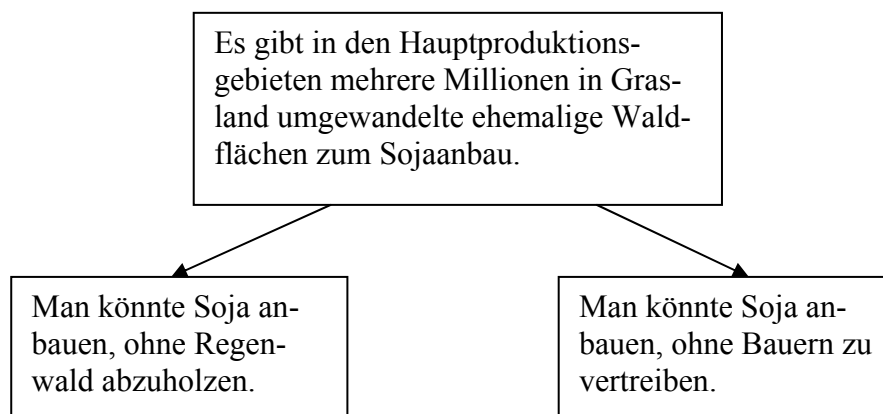 Es gibt in den Hauptproduktions-
gebieten mehrere Millionen in Gras-
land umgewandelte ehemalige Wald-
flächen zum Sojaanbau.
Man könnte Soja an-
bauen, ohne Regen-
wald abzuholzen.
Man könnte Soja an-
bauen, ohne Bauern zu
vertreiben.